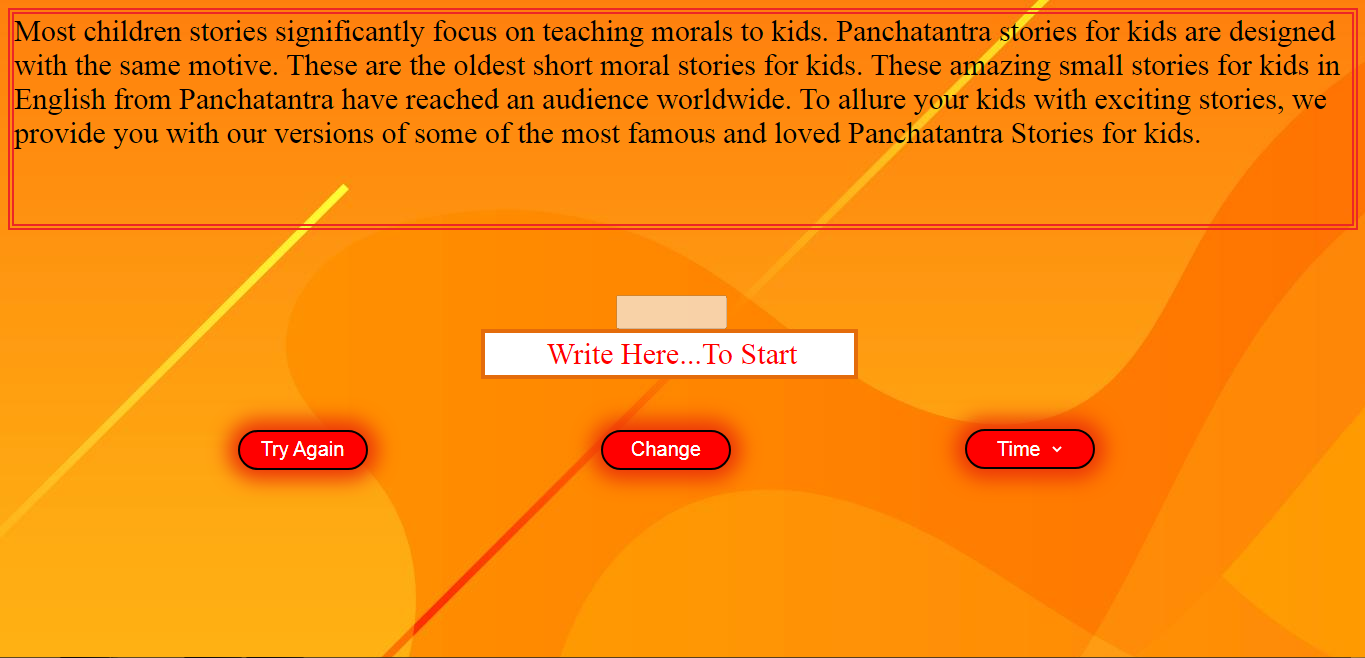 Most children stories significantly focus on teaching morals to kids. Panchatantra stories for kids are designed
with the same motive. These are the oldest short moral stories for kids. These amazing small stories for kids in
English from Panchatantra have reached an audience worldwide. To allure your kids with exciting stories, we
provide you with our versions of some of the most famous and loved Panchatantra Stories for kids.
Write Here...To Start
Try Again
Change
Time